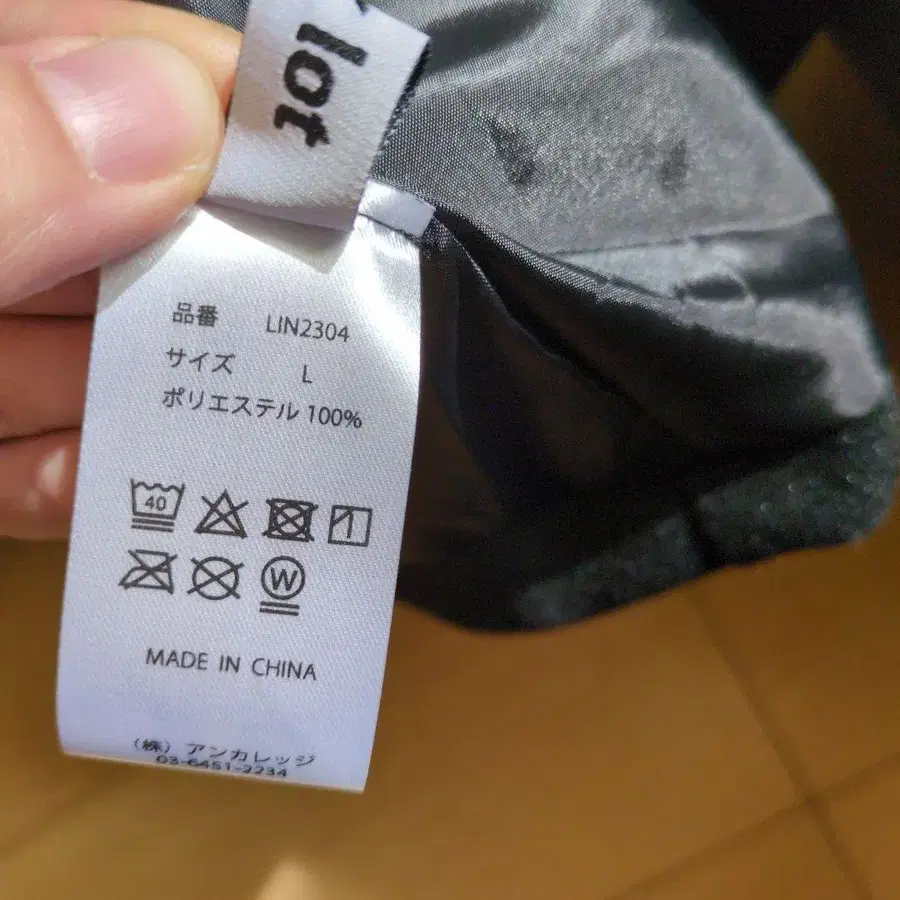 lot
品番 LIN2304
サイズ L
ポリエステル 100%
40
W
MADE IN CHINA
(株) アンカレッジ
03-6451-2234